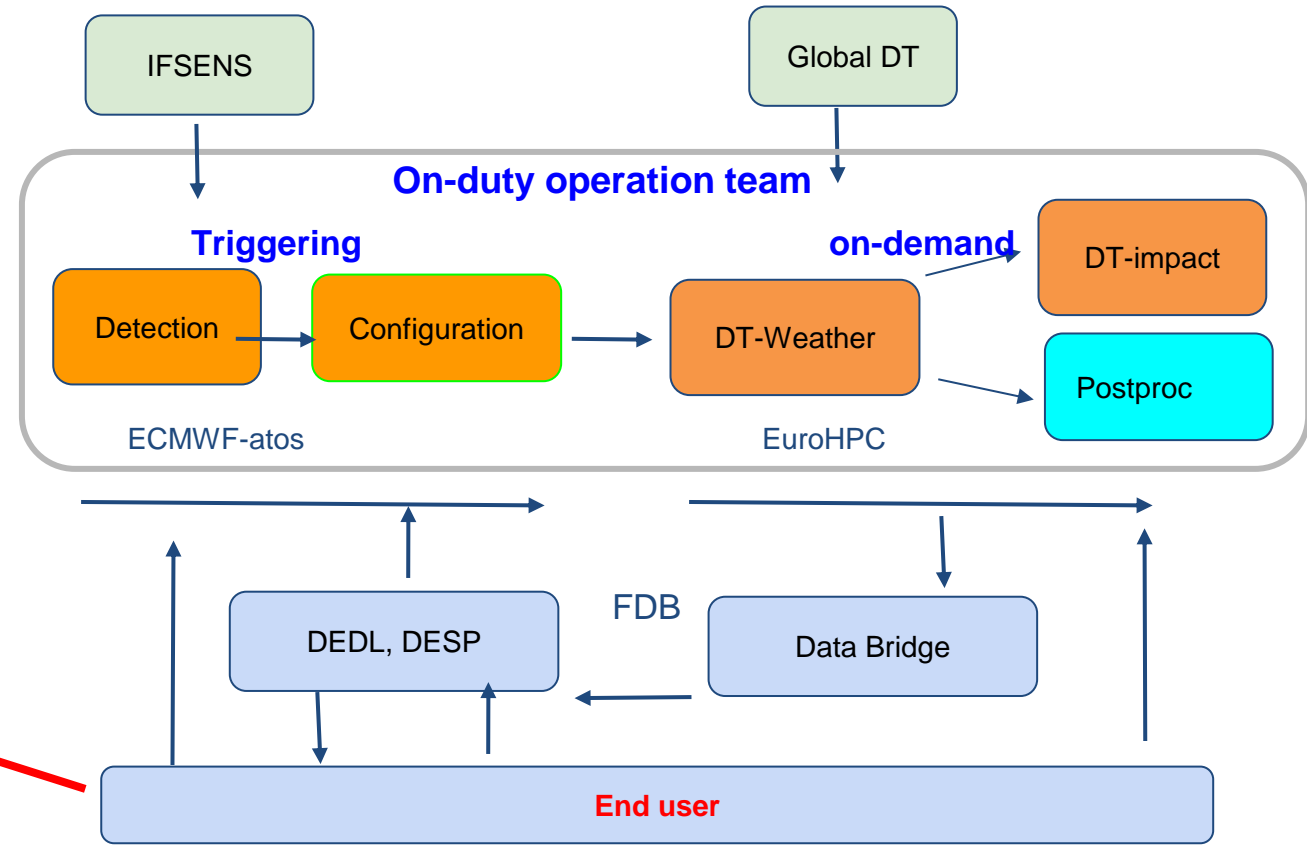 IFSENS
Global DT
On-duty operation team
Triggering
on-demand
DT-impact
Detection
Configuration
DT-Weather
Postproc
ECMWF-atos
EuroHPC
FDB
DEDL, DESP
Data Bridge
End user